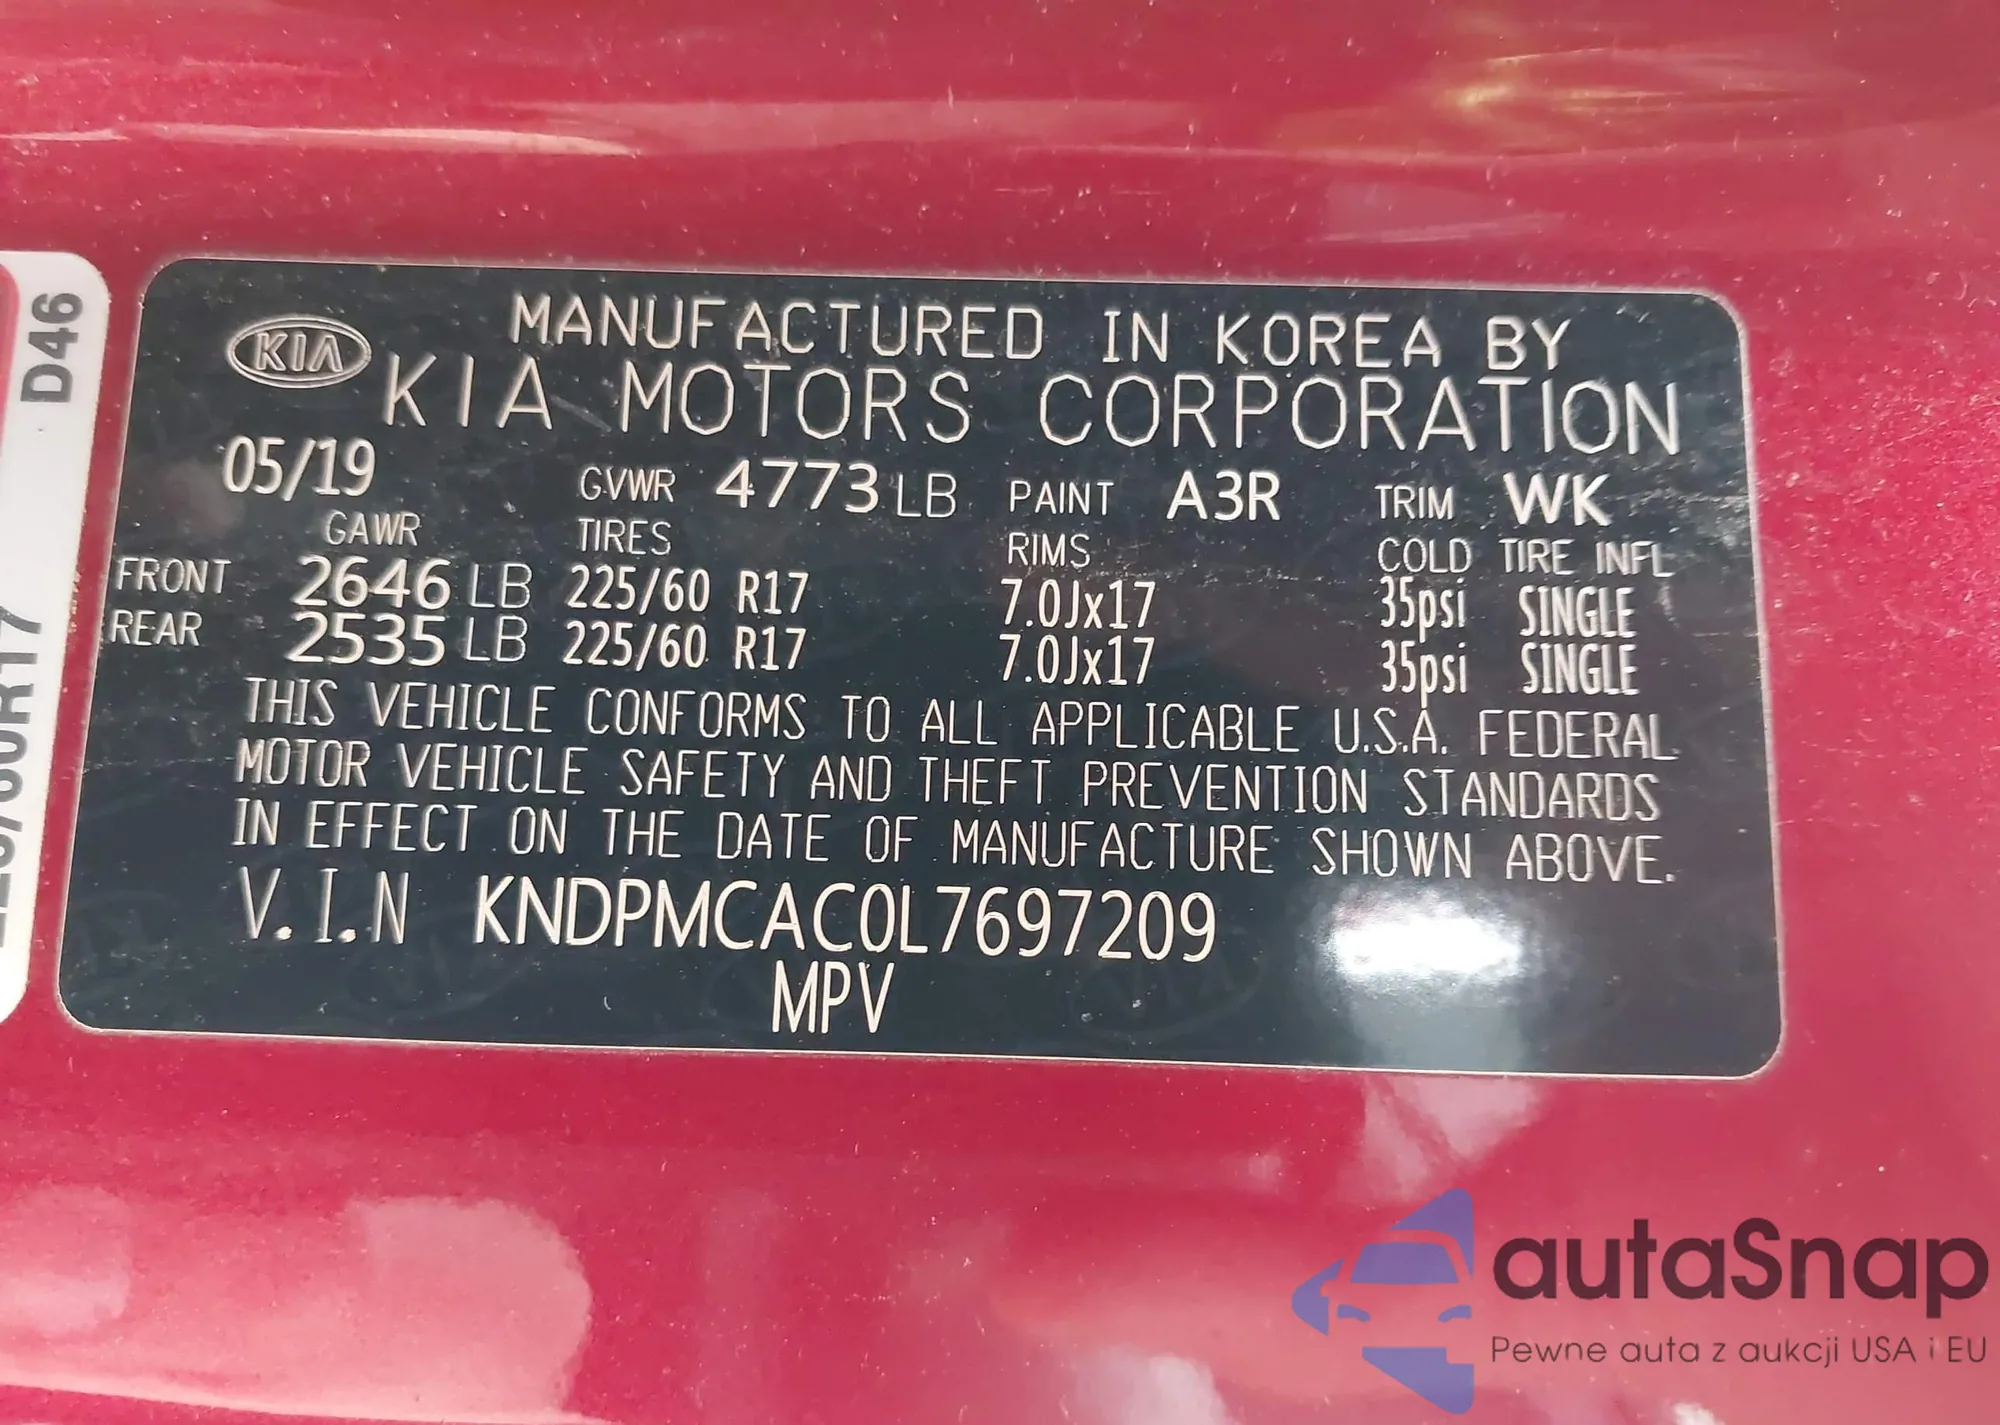 D46
KIA
MANUFACTURED IN KOREA BY
KIA MOTORS CORPORATION
05/19 GVWR 4773 LB PAINT A3R TRIM WK
GAWR TIRES RIMS COLD TIRE INFL
FRONT 2646 LB 225/60 R17 7.0Jx17 35psi SINGLE
REAR 2535 LB 225/60 R17 7.0Jx17 35psi SINGLE
THIS VEHICLE CONFORMS TO ALL APPLICABLE U.S.A. FEDERAL
MOTOR VEHICLE SAFETY AND THEFT PREVENTION STANDARDS
IN EFFECT ON THE DATE OF MANUFACTURE SHOWN ABOVE.
V.I.N KNDPMCAC0L7697209
MPV
autaSnap
Pewne auta z aukcji USA i EU